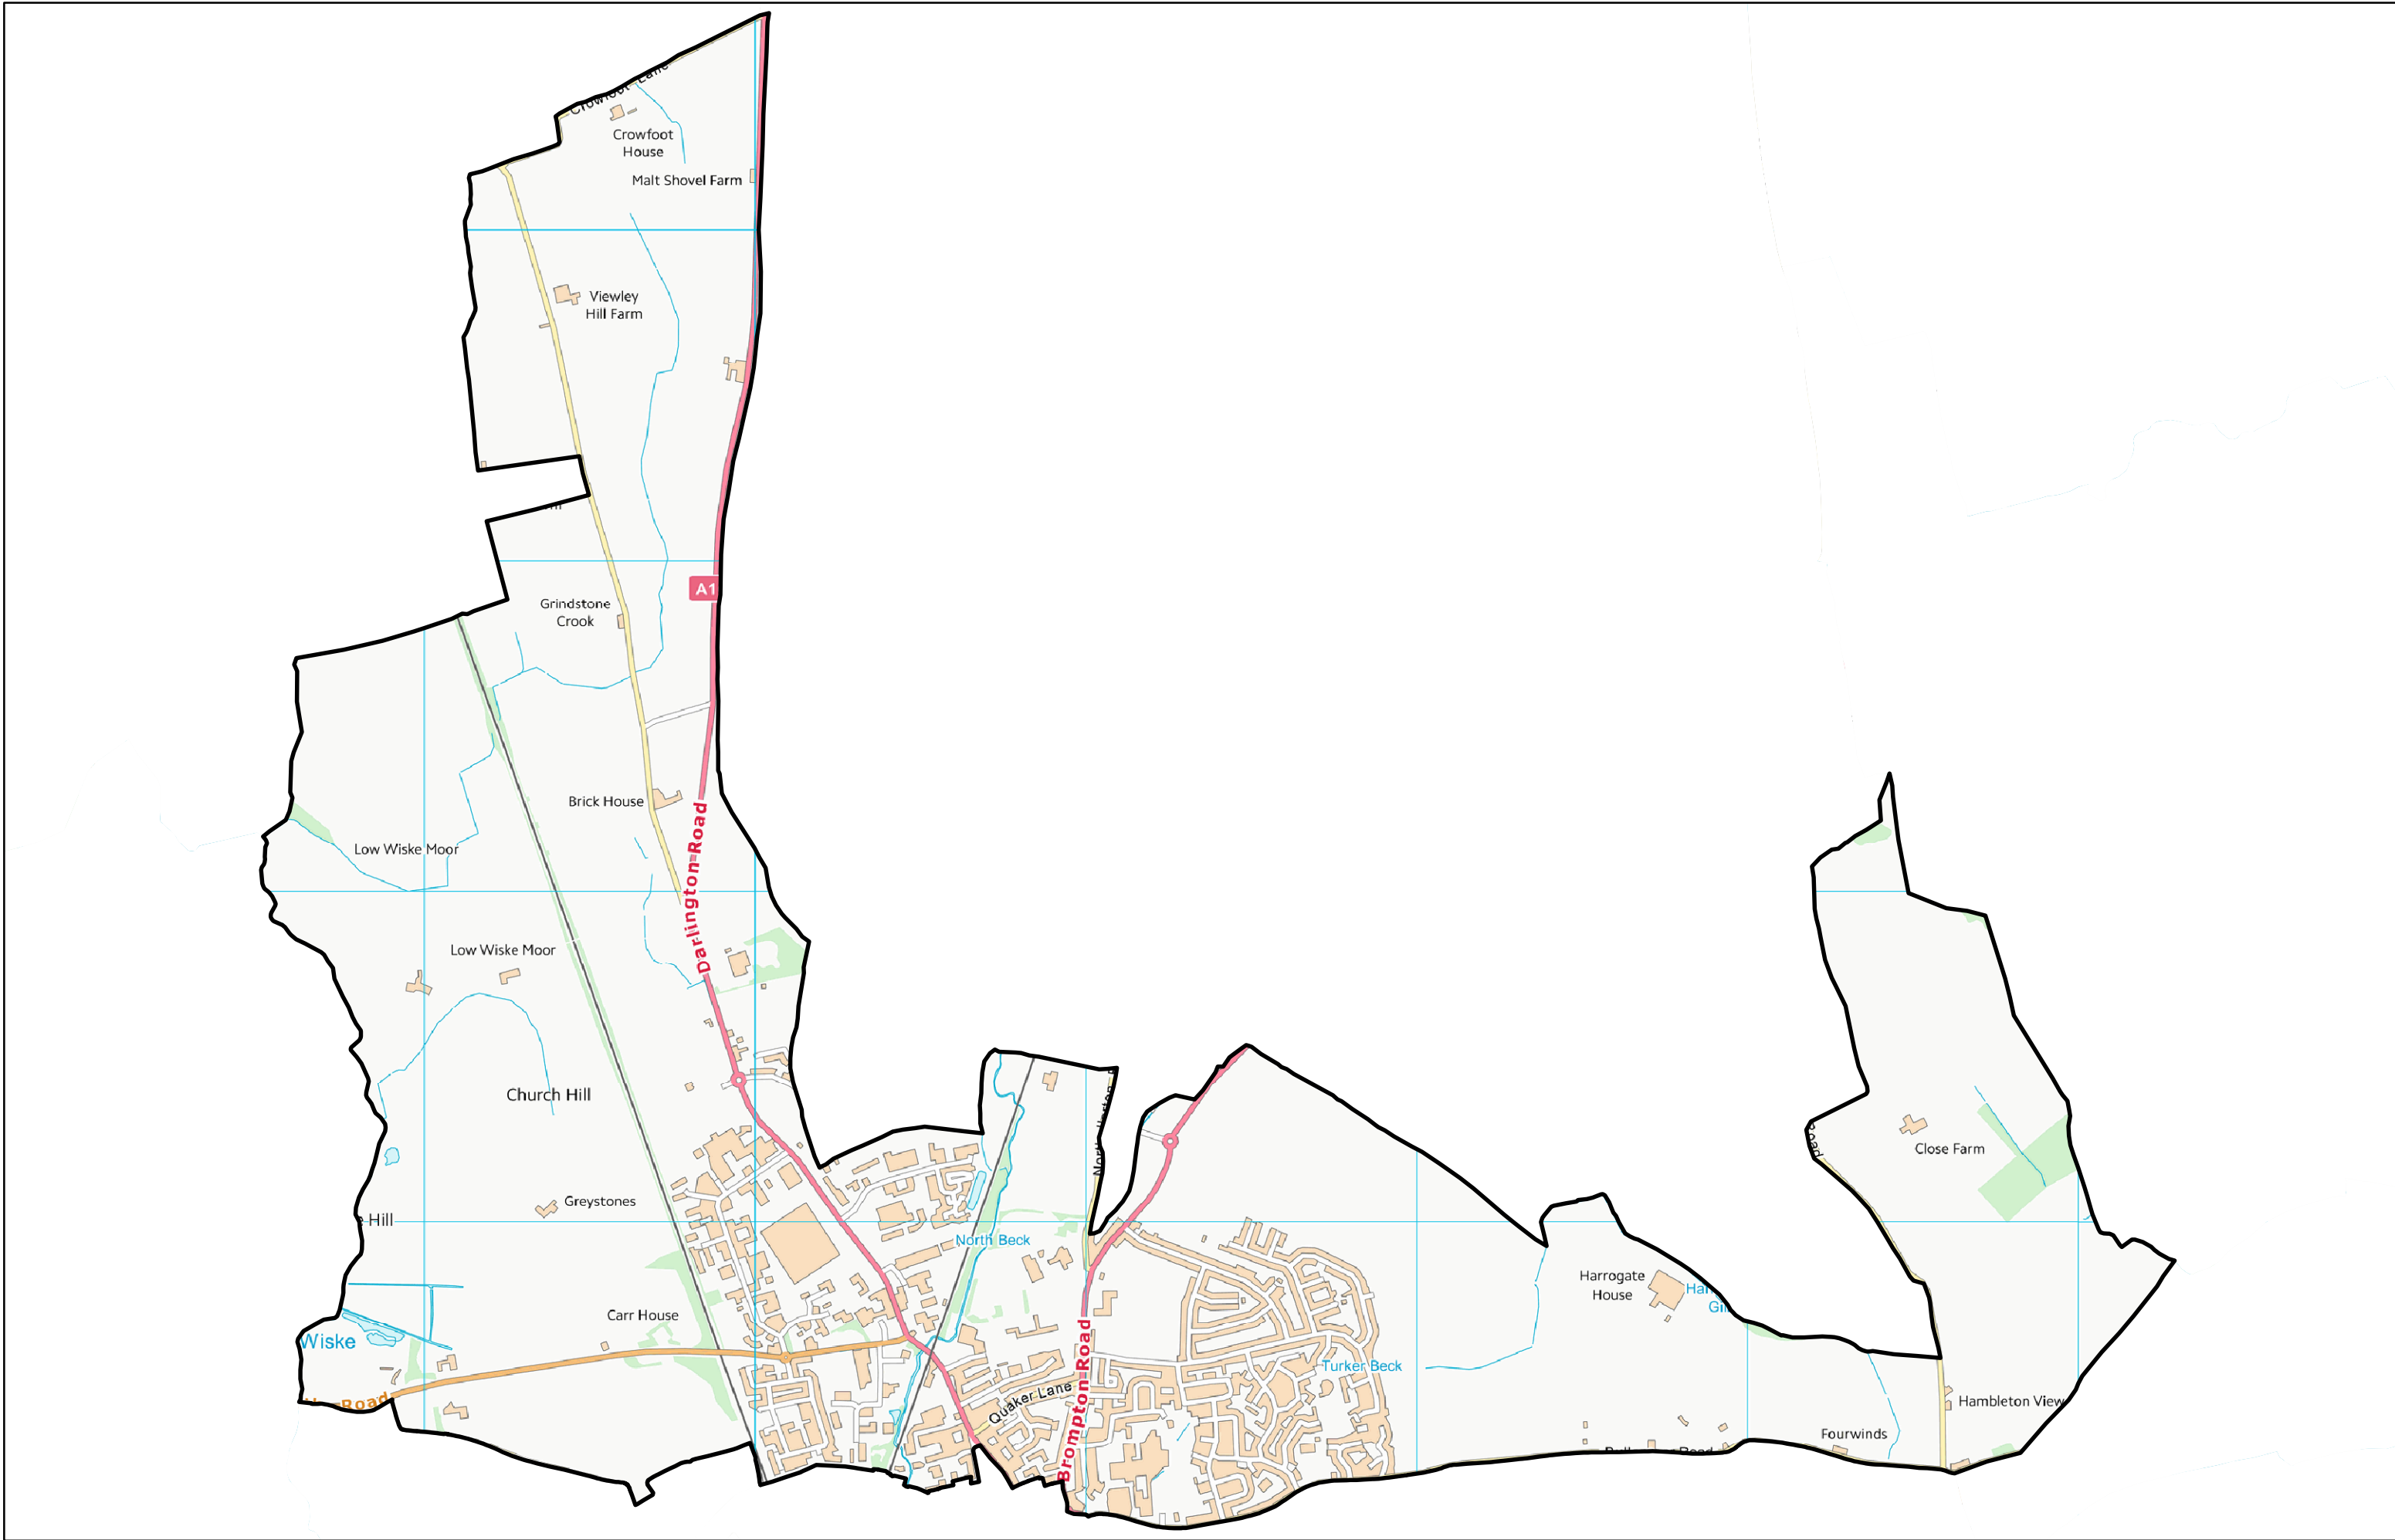 Crowfoot Lane
Crowfoot
House
Malt Shovel Farm
Viewley
Hill Farm
A1
Grindstone
Crook
Brick House
Darlington Road
Low Wiske Moor
Low Wiske Moor
Church Hill
Close Farm
Greystones
Hill
North Beck
Harrogate
House
Carr House
Wiske
Turker Beck
Road
Quaker Lane
Brompton Road
Hambleton View
Fourwinds
Road